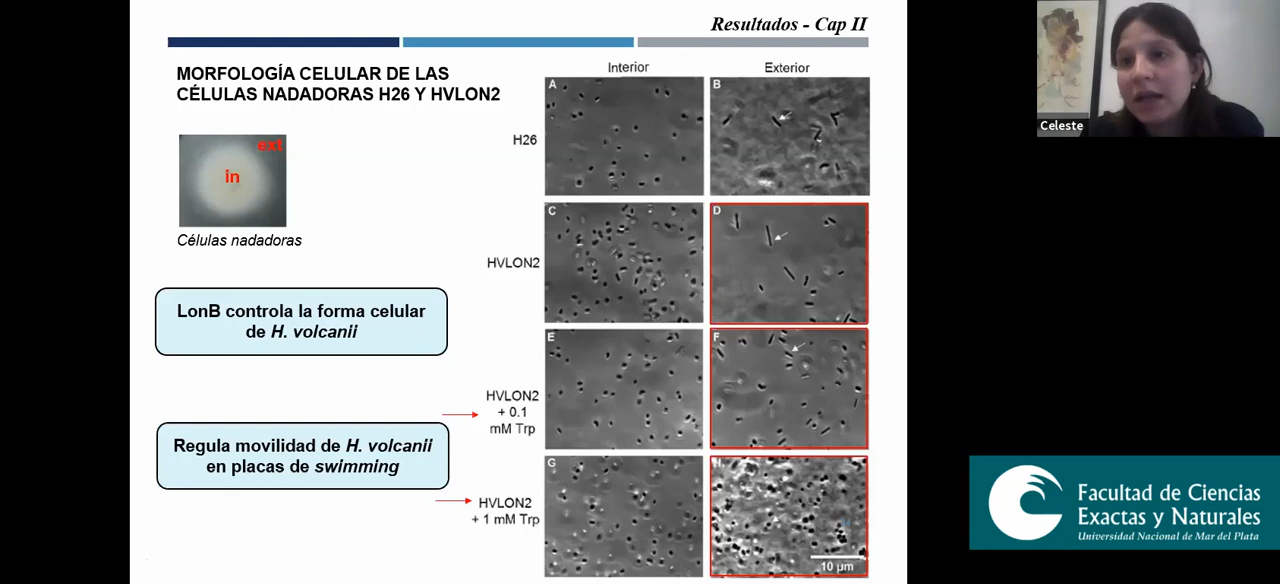 Resultados - Cap II
MORFOLOGÍA CELULAR DE LAS
CÉLULAS NADADORAS H26 Y HVLON2
ext
in
Células nadadoras
LonB controla la forma celular
de H. volcanii
Regula movilidad de H. volcanii
en placas de swimming
Interior
Exterior
H26
A
B
HVLON2
C
D
HVLON2
+ 0.1
mM Trp
E
F
HVLON2
+ 1 mM Trp
G
H
10 μm
Celeste
Facultad de Ciencias
Exactas y Naturales
Universidad Nacional de Mar del Plata